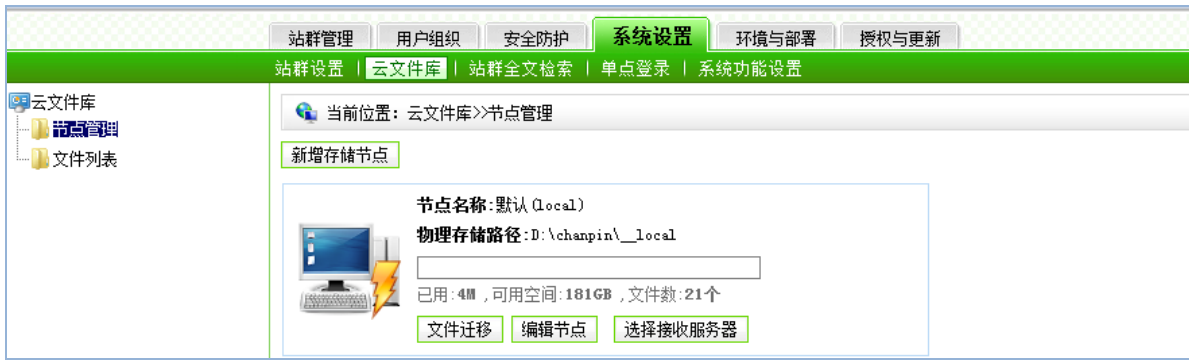 站群管理 用户组织 安全防护 系统设置 环境与部署 授权与更新
站群设置 | 云文件库 | 站群全文检索 | 单点登录 | 系统功能设置
云文件库
节点管理
文件列表
当前位置：云文件库>>节点管理
新增存储节点
节点名称:默认(local)
物理存储路径:D:\chanpin\__local
已用:4M ,可用空间:181GB ,文件数:21个
文件迁移 编辑节点 选择接收服务器